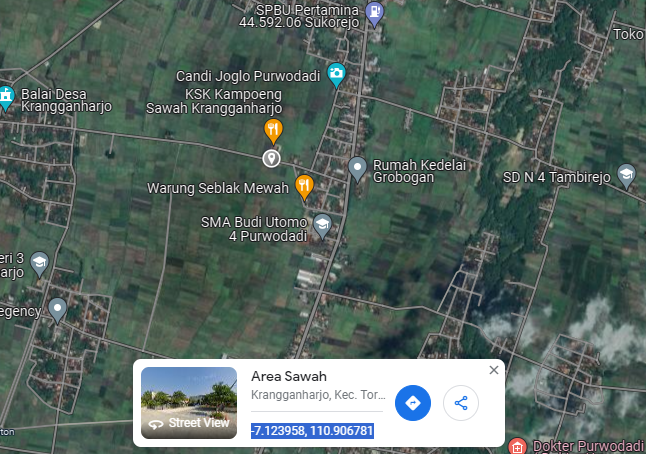 SPBU Pertamina
44.592.06 Sukorejo
Toko
Candi Joglo Purwodadi
Balai Desa
Krangganharjo
KSK Kampoeng
Sawah Krangganharjo
Rumah Kedelai
Grobogan
SD N 4 Tambirejo
Warung Seblak Mewah
SMA Budi Utomo
4 Purwodadi
eri 3
arjo
egency
Area Sawah
Krangganharjo, Kec. Tor...
Street View
-7.123958, 110.906781
ton
Dokter Purwodadi